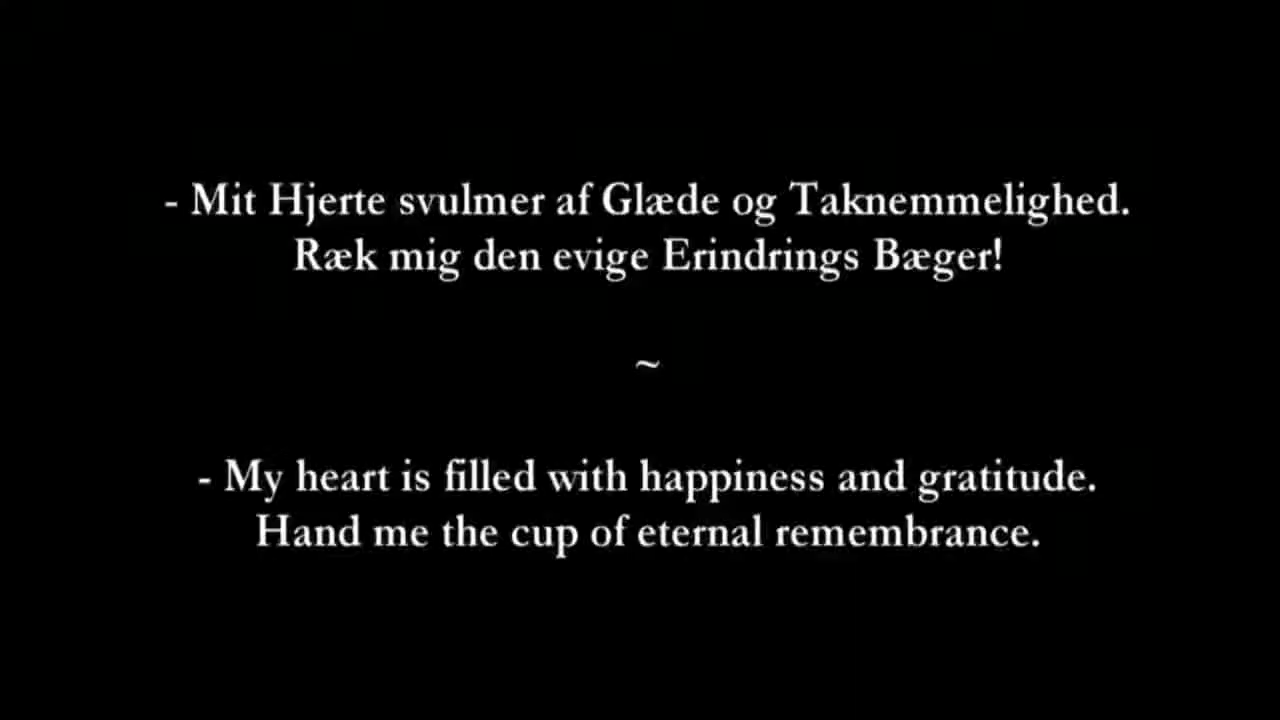 - Mit Hjerte svulmer af Glæde og Taknemmelighed.
Ræk mig den evige Erindrings Bæger!
~
- My heart is filled with happiness and gratitude.
Hand me the cup of eternal remembrance.